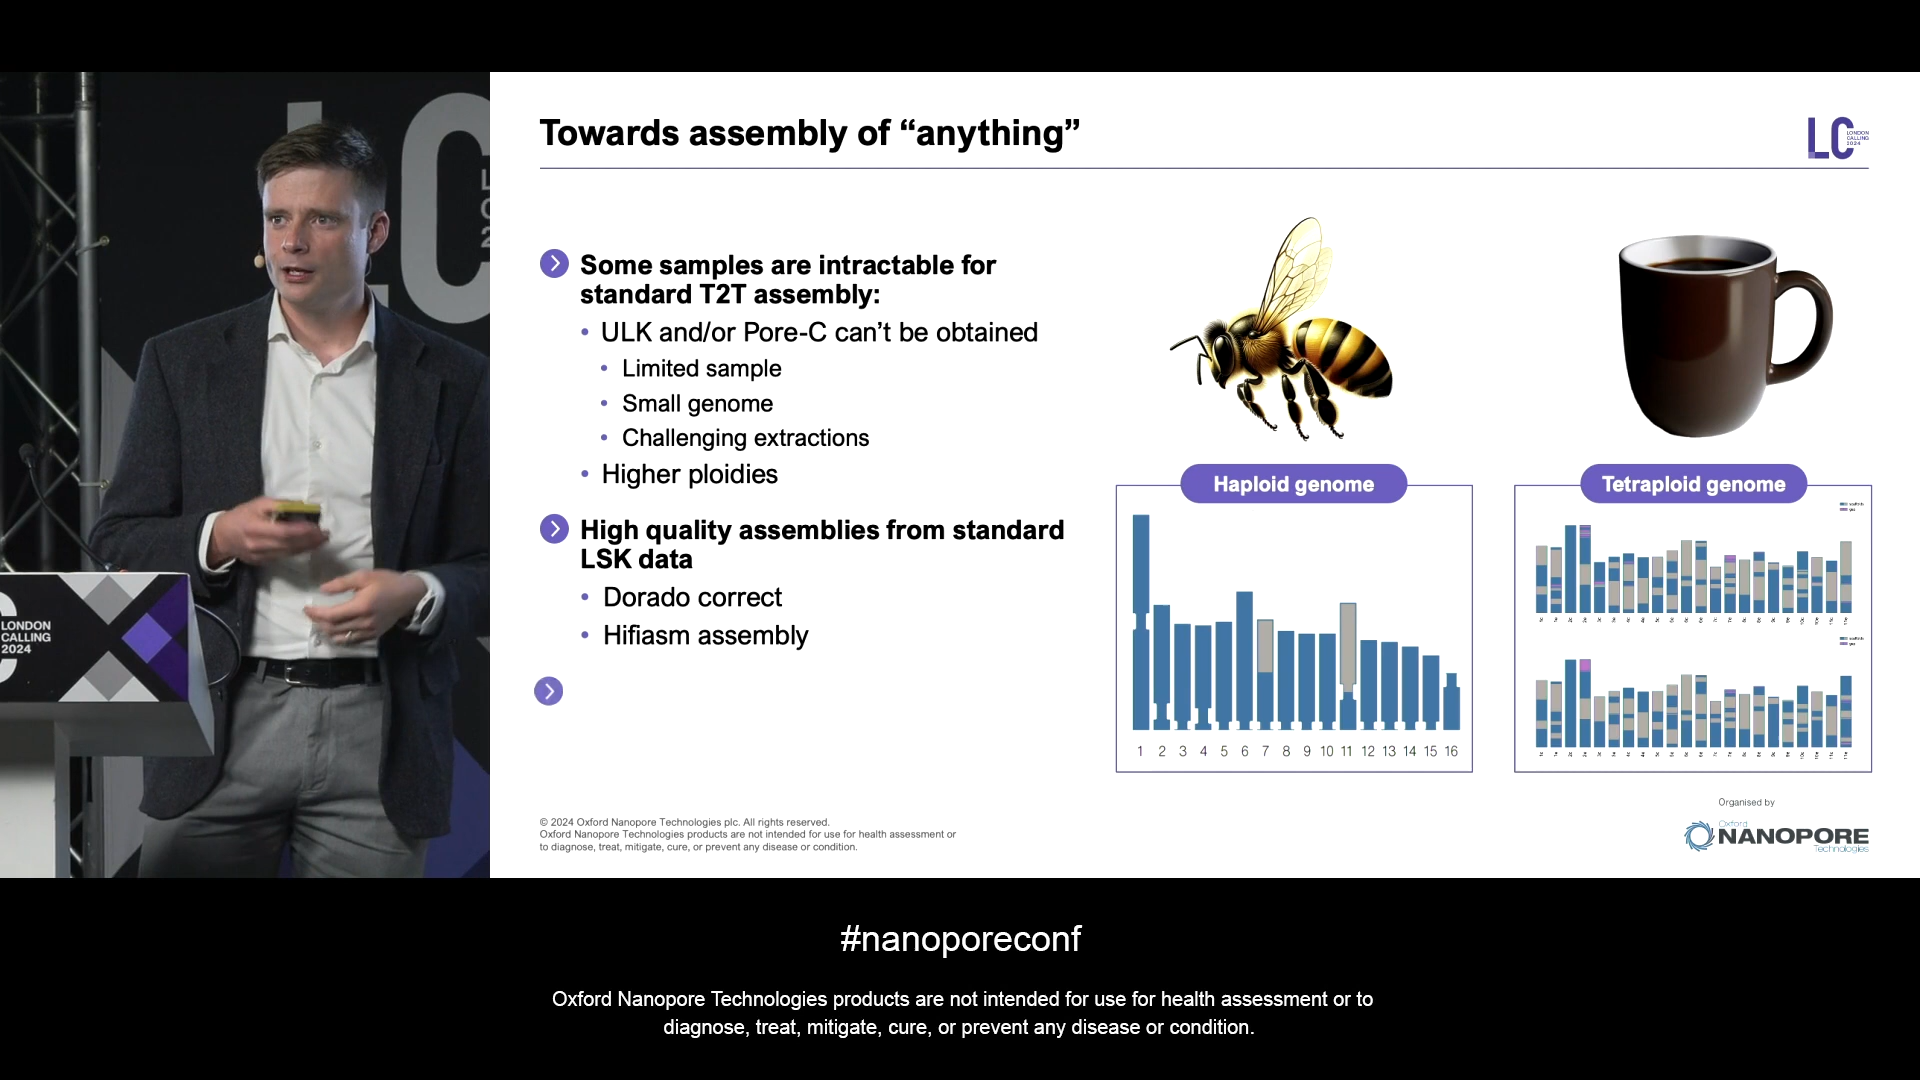 Towards assembly of “anything”
LC
LONDON
CALLING
2024
Some samples are intractable for
standard T2T assembly:
• ULK and/or Pore-C can’t be obtained
• Limited sample
• Small genome
• Challenging extractions
• Higher ploidies
High quality assemblies from standard
LSK data
• Dorado correct
• Hifiasm assembly
Haploid genome
1 2 3 4 5 6 7 8 9 10 11 12 13 14 15 16
Tetraploid genome
LONDON
CALLING
2024
© 2024 Oxford Nanopore Technologies plc. All rights reserved.
Oxford Nanopore Technologies products are not intended for use for health assessment or
to diagnose, treat, mitigate, cure, or prevent any disease or condition.
Organised by
Oxford
NANOPORE
Technologies
#nanoporeconf
Oxford Nanopore Technologies products are not intended for use for health assessment or to
diagnose, treat, mitigate, cure, or prevent any disease or condition.